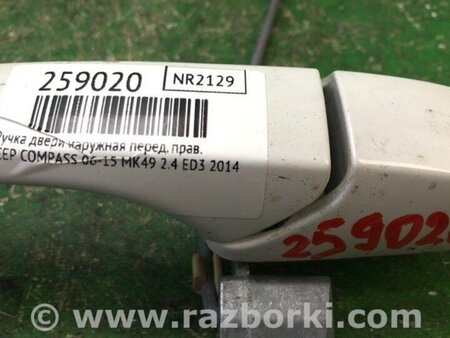 259020
NR2129
Ручка двери наружная перед. прав.
EEP COMPASS 06-15 MK49 2.4 ED3 2014
259020
www.razborki.com